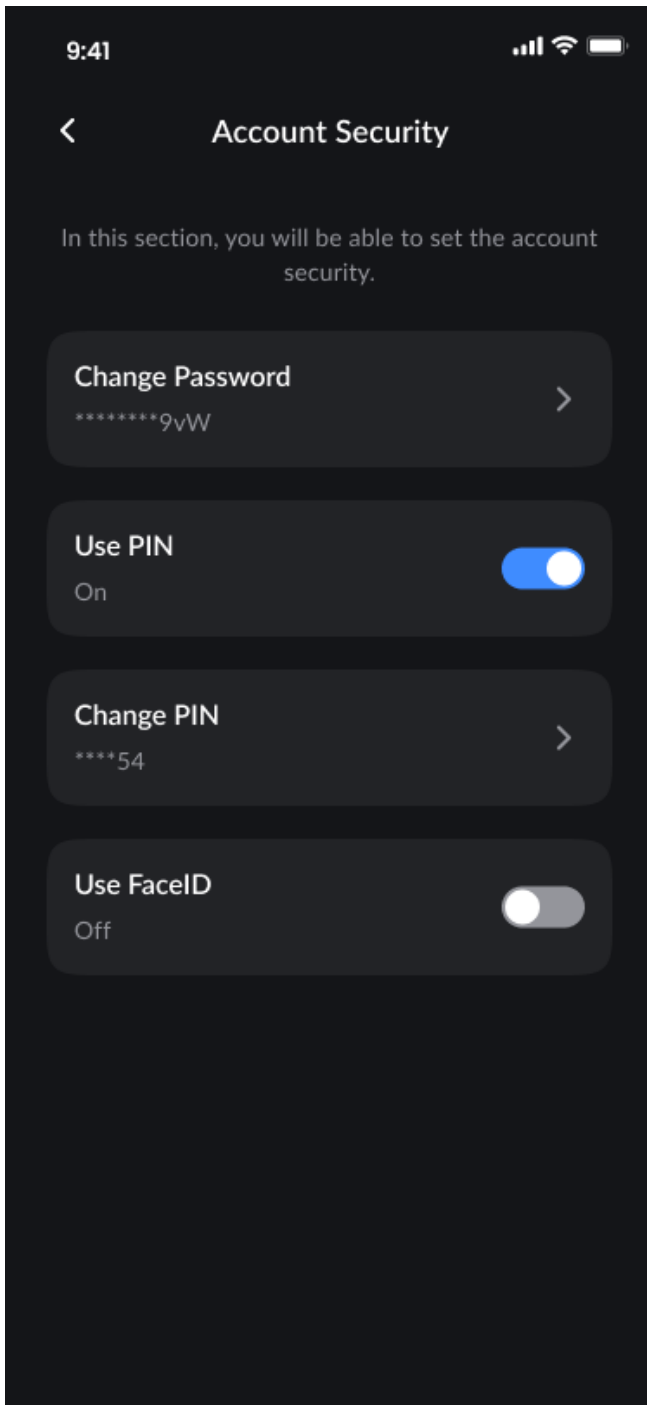 9:41
Account Security
In this section, you will be able to set the account
security.
Change Password
********9vW
Use PIN
On
Change PIN
****54
Use FaceID
Off